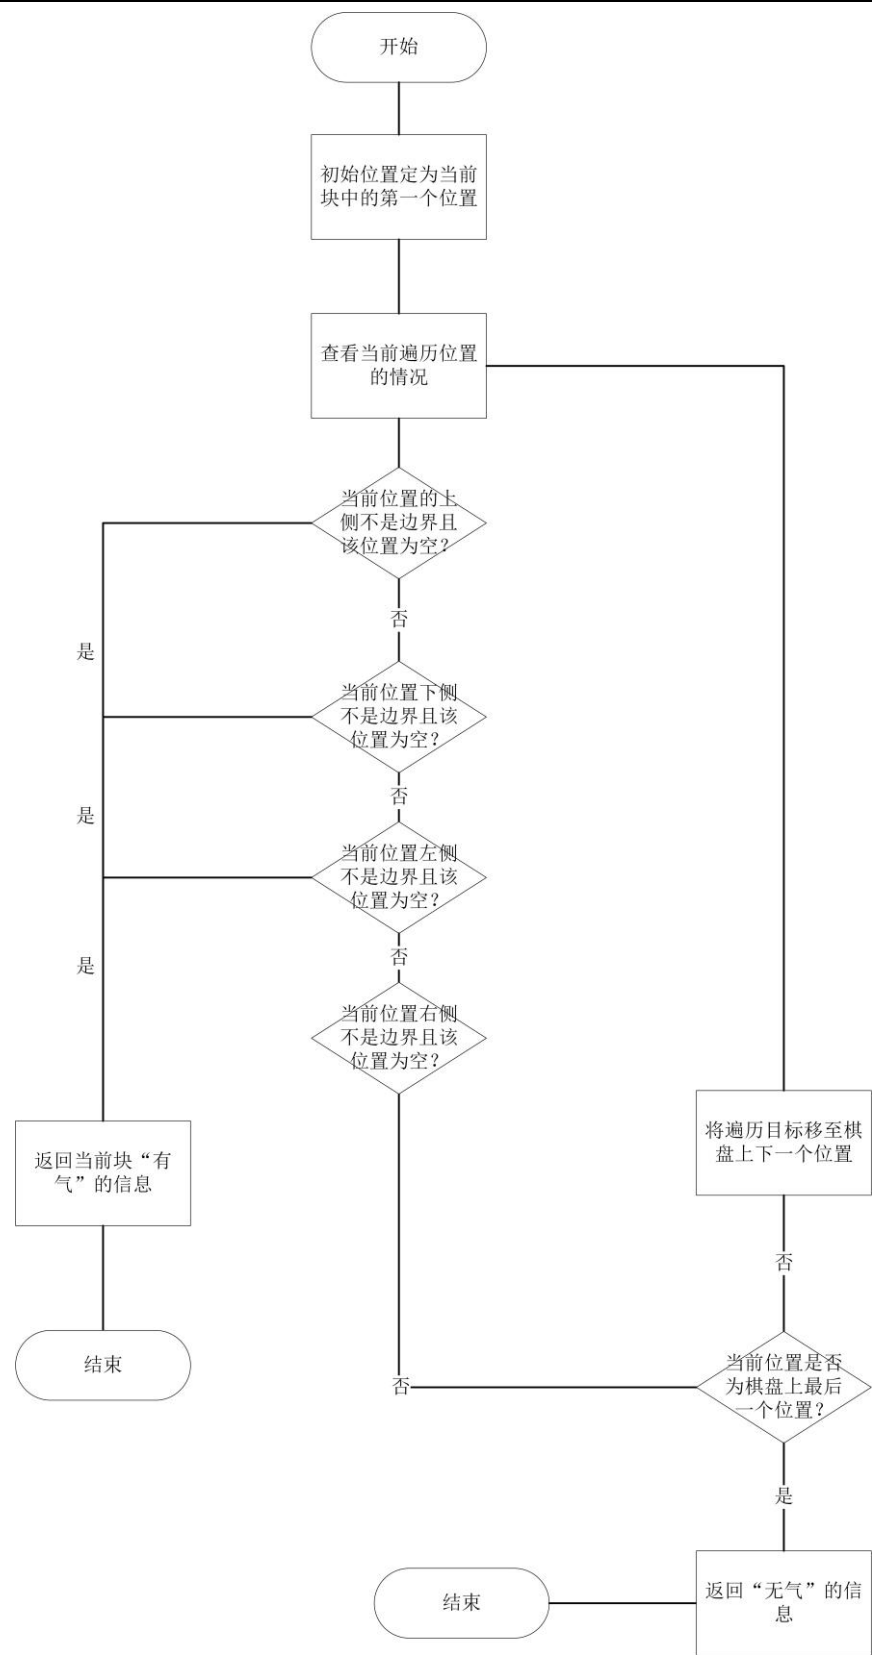 开始
初始位置定为当前
块中的第一个位置
查看当前遍历位置
的情况
当前位置的上
侧不是边界且
该位置为空？
否
是
当前位置下侧
不是边界且该
位置为空？
否
是
当前位置左侧
不是边界且该
位置为空？
否
是
当前位置右侧
不是边界且该
位置为空？
将遍历目标移至棋
盘上下一个位置
返回当前块“有
气”的信息
否
结束
当前位置是否
为棋盘上最后
一个位置？
否
是
返回“无气”的信
息
结束